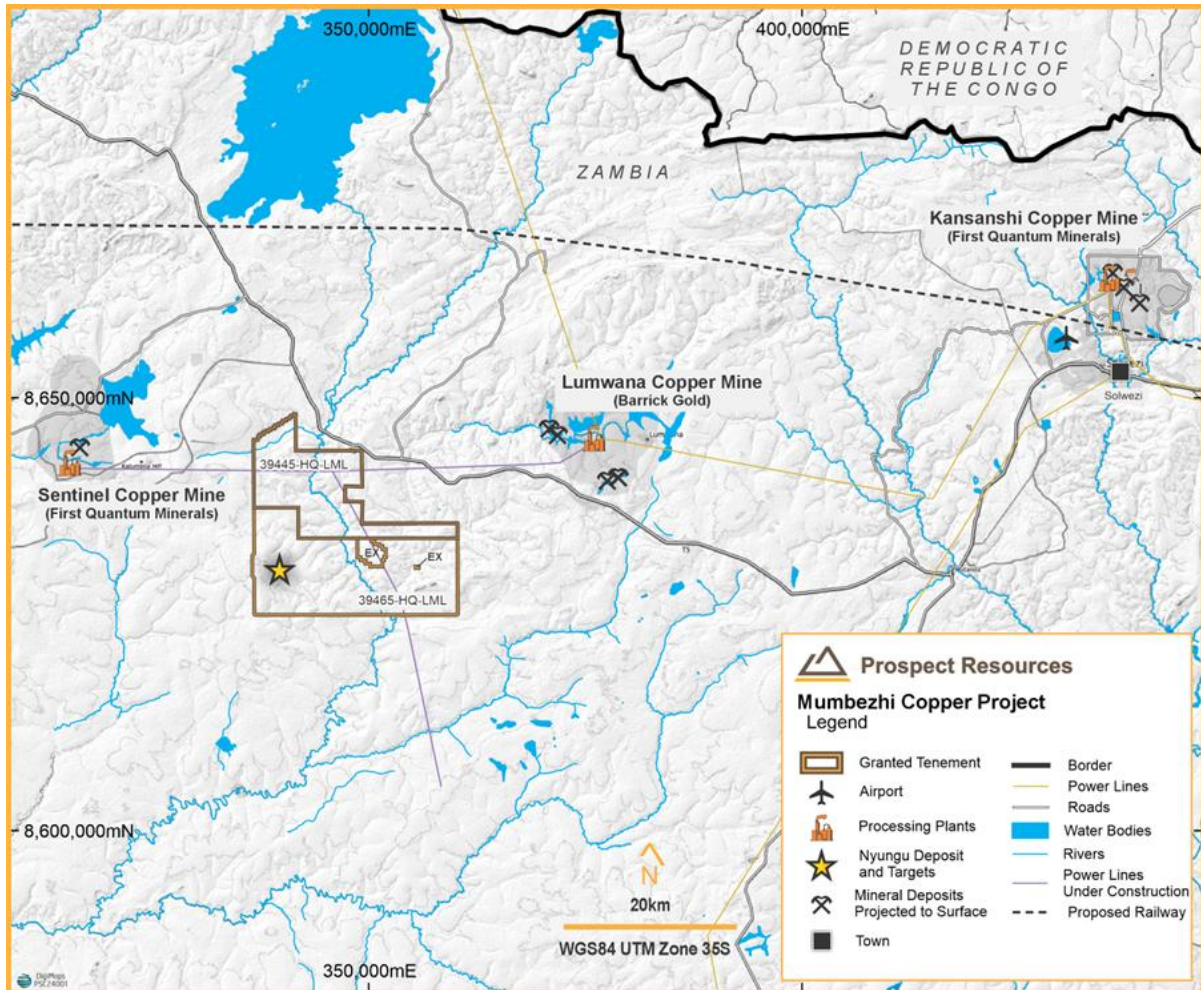 350,000mE
400,000mE
DEMOCRATIC
REPUBLIC OF
THE CONGO
ZAMBIA
Kansanshi Copper Mine
(First Quantum Minerals)
Lumwana Copper Mine
(Barrick Gold)
8,650,000mN
Solwezi
39445-HQ-LML
Sentinel Copper Mine
(First Quantum Minerals)
EX
EX
T5
39465-HQ-LML
Prospect Resources
Mumbezhi Copper Project
Legend
Granted Tenement
Airport
Processing Plants
Nyungu Deposit
and Targets
Mineral Deposits
Projected to Surface
Town
Border
Power Lines
Roads
Water Bodies
Rivers
Power Lines
Under Construction
Proposed Railway
8,600,000mN
N
20km
WGS84 UTM Zone 35S
350,000mE
DigiMaps